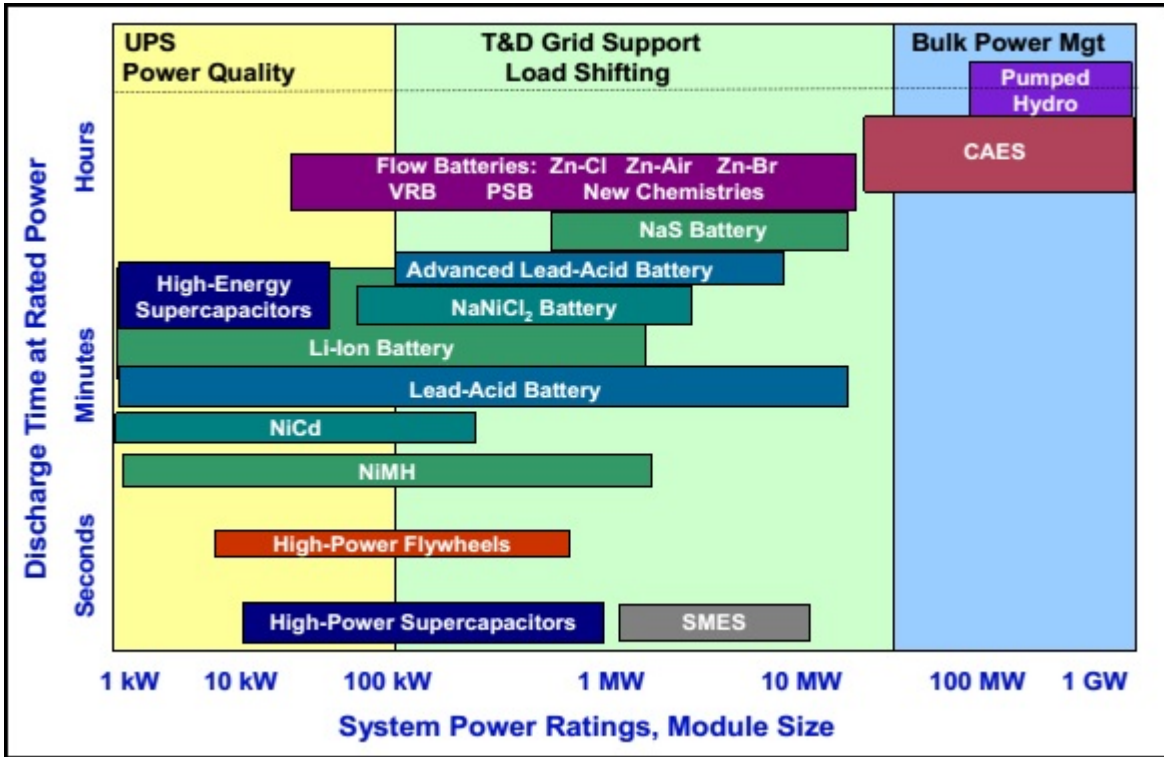 UPS
Power Quality
T&D Grid Support
Load Shifting
Bulk Power Mgt
Pumped
Hydro
CAES
Flow Batteries: Zn-Cl Zn-Air Zn-Br
VRB PSB New Chemistries
NaS Battery
Advanced Lead-Acid Battery
High-Energy
Supercapacitors
NaNiCl₂ Battery
Li-Ion Battery
Lead-Acid Battery
NiCd
NiMH
High-Power Flywheels
High-Power Supercapacitors
SMES
Discharge Time at Rated Power
Hours
Minutes
Seconds
1 kW 10 kW 100 kW 1 MW 10 MW 100 MW 1 GW
System Power Ratings, Module Size